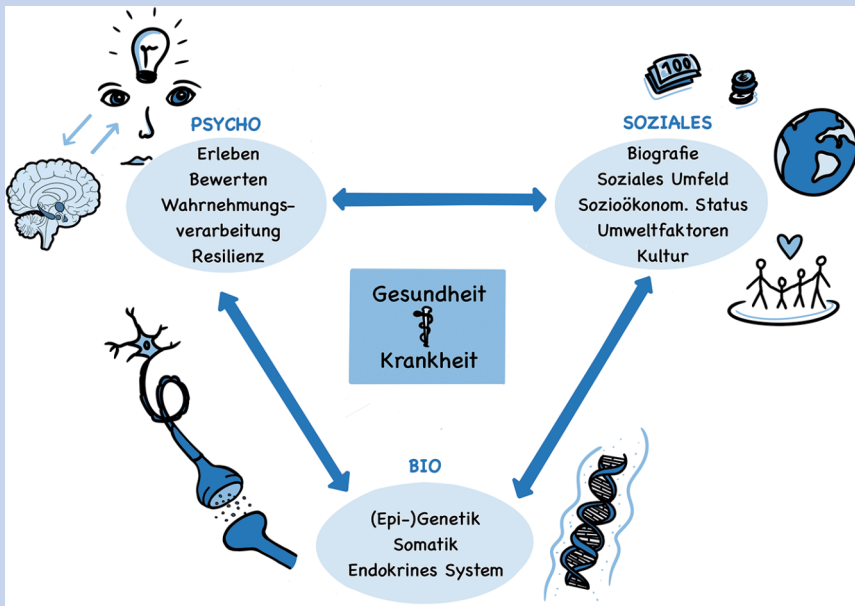 100
PSYCHO
Erleben
Bewerten
Wahrnehmungs-
verarbeitung
Resilienz
SOZIALES
Biografie
Soziales Umfeld
Sozioökonom. Status
Umweltfaktoren
Kultur
Gesundheit
Krankheit
BIO
(Epi-)Genetik
Somatik
Endokrines System